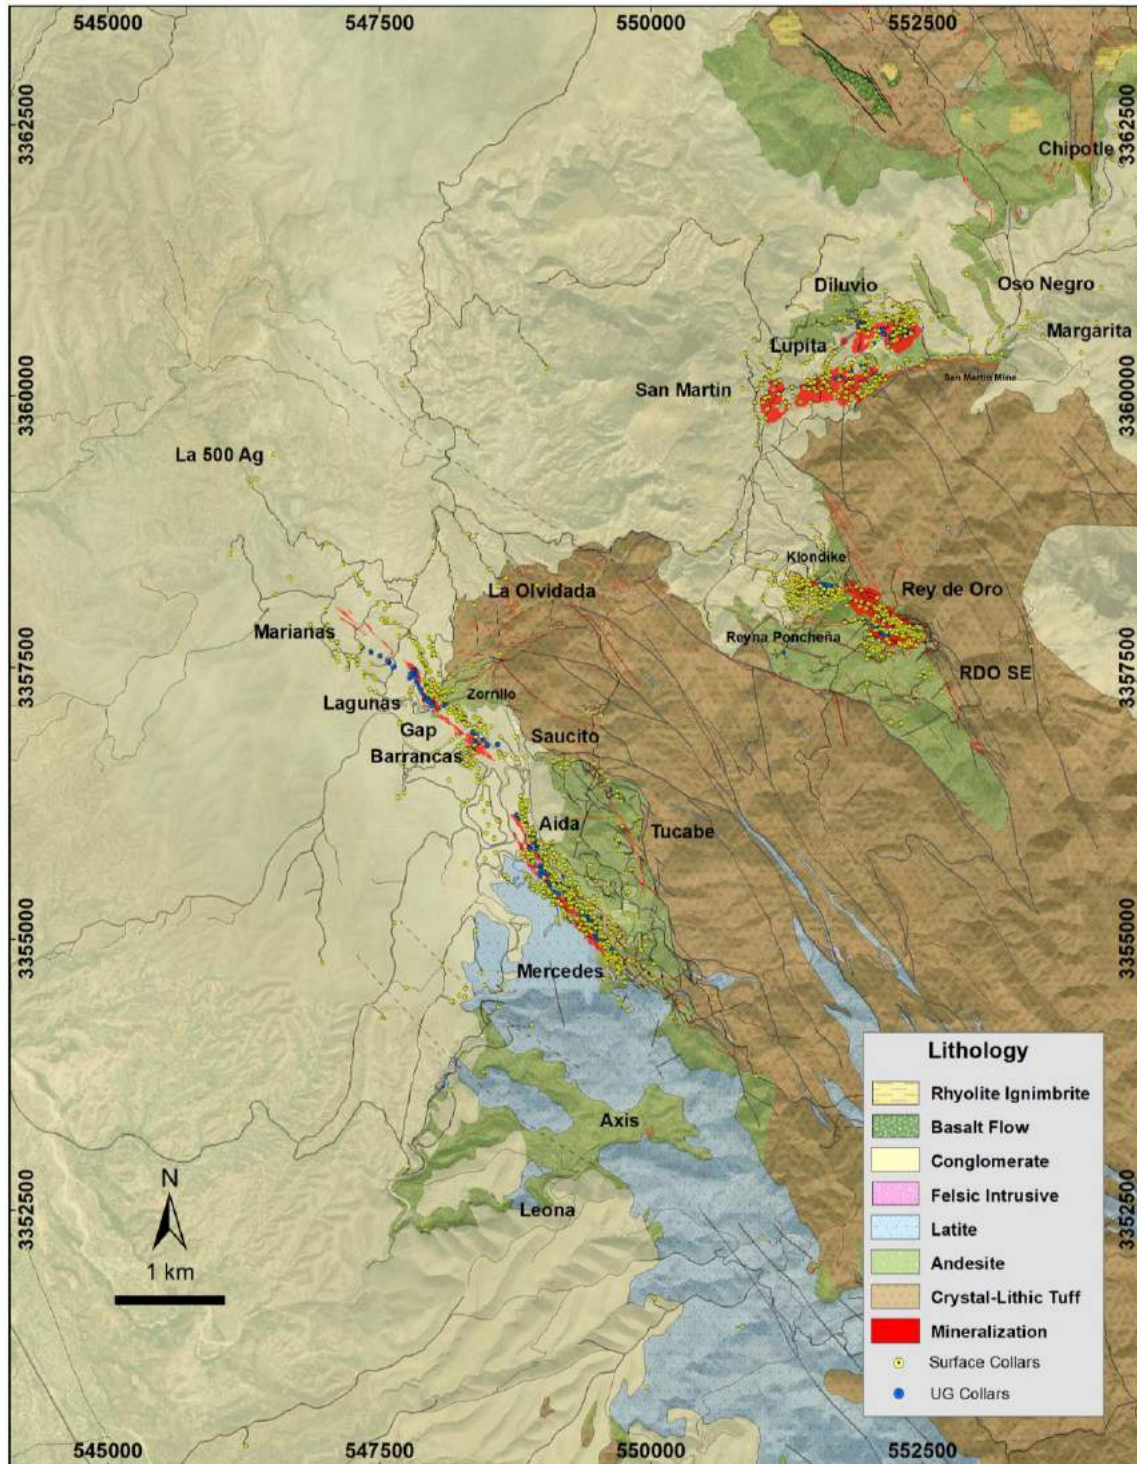 545000 547500 550000 552500
3362500 3362500
Chipotle
Diluvio
Oso Negro
Margarita
Lupita
San Martin Mine
San Martin
3360000 3360000
La 500 Ag
Klondike
La Olvidada
Rey de Oro
Marianas
Reyna Poncheña
3357500 3357500
RDO SE
Zorrillo
Lagunas
Gap
Saucito
Barrancas
Aida
Tucabe
3355000 3355000
Mercedes
Lithology
Rhyolite Ignimbrite
Basalt Flow
Axis
Conglomerate
N
Felsic Intrusive
3352500 3352500
Leona
Latite
Andesite
1 km
Crystal-Lithic Tuff
Mineralization
Surface Collars
UG Collars
545000 547500 550000 552500